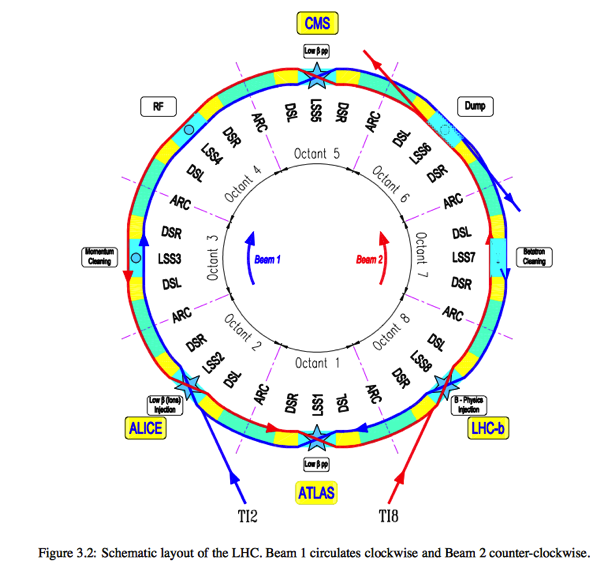 CMS
Low β pp
RF
Dump
DSL
LSS5
DSR
ARC
ARC
DSR
LSS4
DSL
DSL
LSS6
DSR
Octant 5
Octant 4
Octant 6
ARC
ARC
DSR
LSS3
DSL
Momentum
Cleaning
Octant 3
Beam 1
Beam 2
Octant 7
DSL
LSS7
DSR
Betatron
Cleaning
ARC
ARC
Octant 2
Octant 8
Octant 1
DSR
LSS2
DSL
DSL
LSS8
DSR
ARC
ARC
DSR
LSS1
DSL
Low β (Ions)
Injection
B - Physics
Injection
ALICE
LHC-b
Low β pp
ATLAS
TI2
TI8
Figure 3.2: Schematic layout of the LHC. Beam 1 circulates clockwise and Beam 2 counter-clockwise.